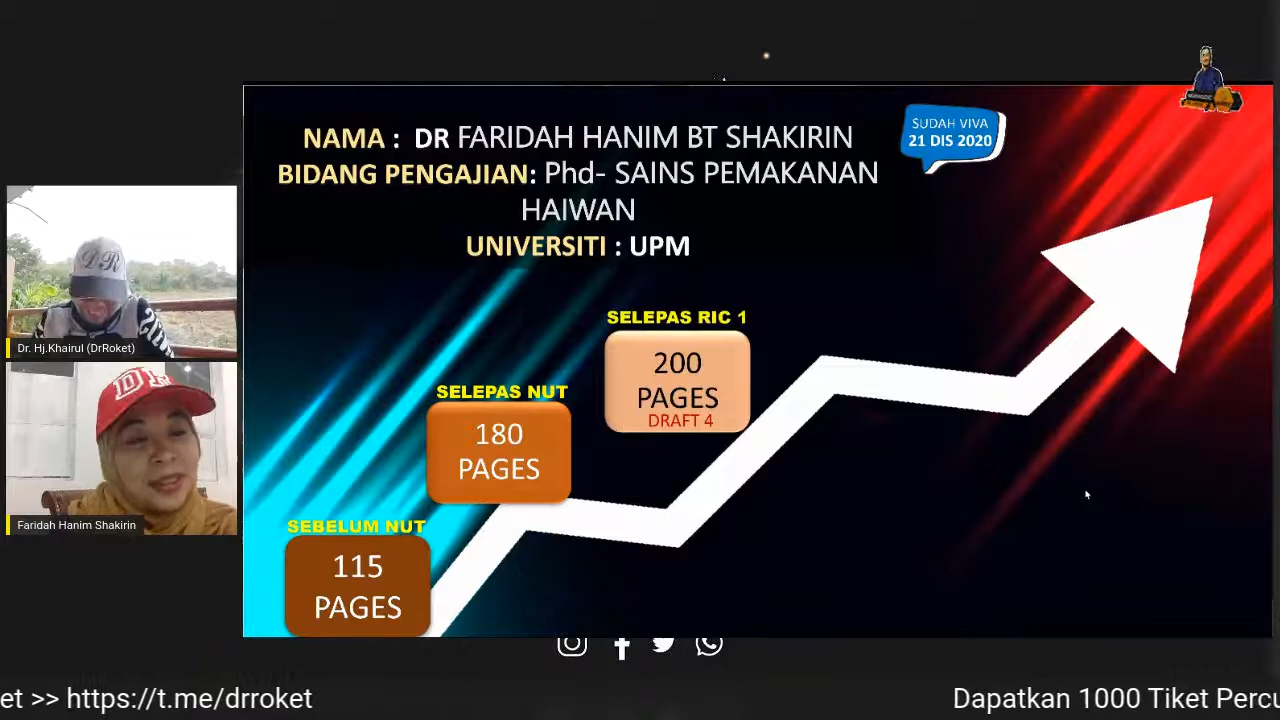 NAMA : DR FARIDAH HANIM BT SHAKIRIN
BIDANG PENGAJIAN: Phd- SAINS PEMAKANAN
HAIWAN
UNIVERSITI : UPM
SUDAH VIVA
21 DIS 2020
SELEPAS RIC 1
200
PAGES
DRAFT 4
SELEPAS NUT
180
PAGES
SEBELUM NUT
115
PAGES
DR
Dr. Hj.Khairul (DrRoket)
DR
Faridah Hanim Shakirin
et >> https://t.me/drroket
Dapatkan 1000 Tiket Percu